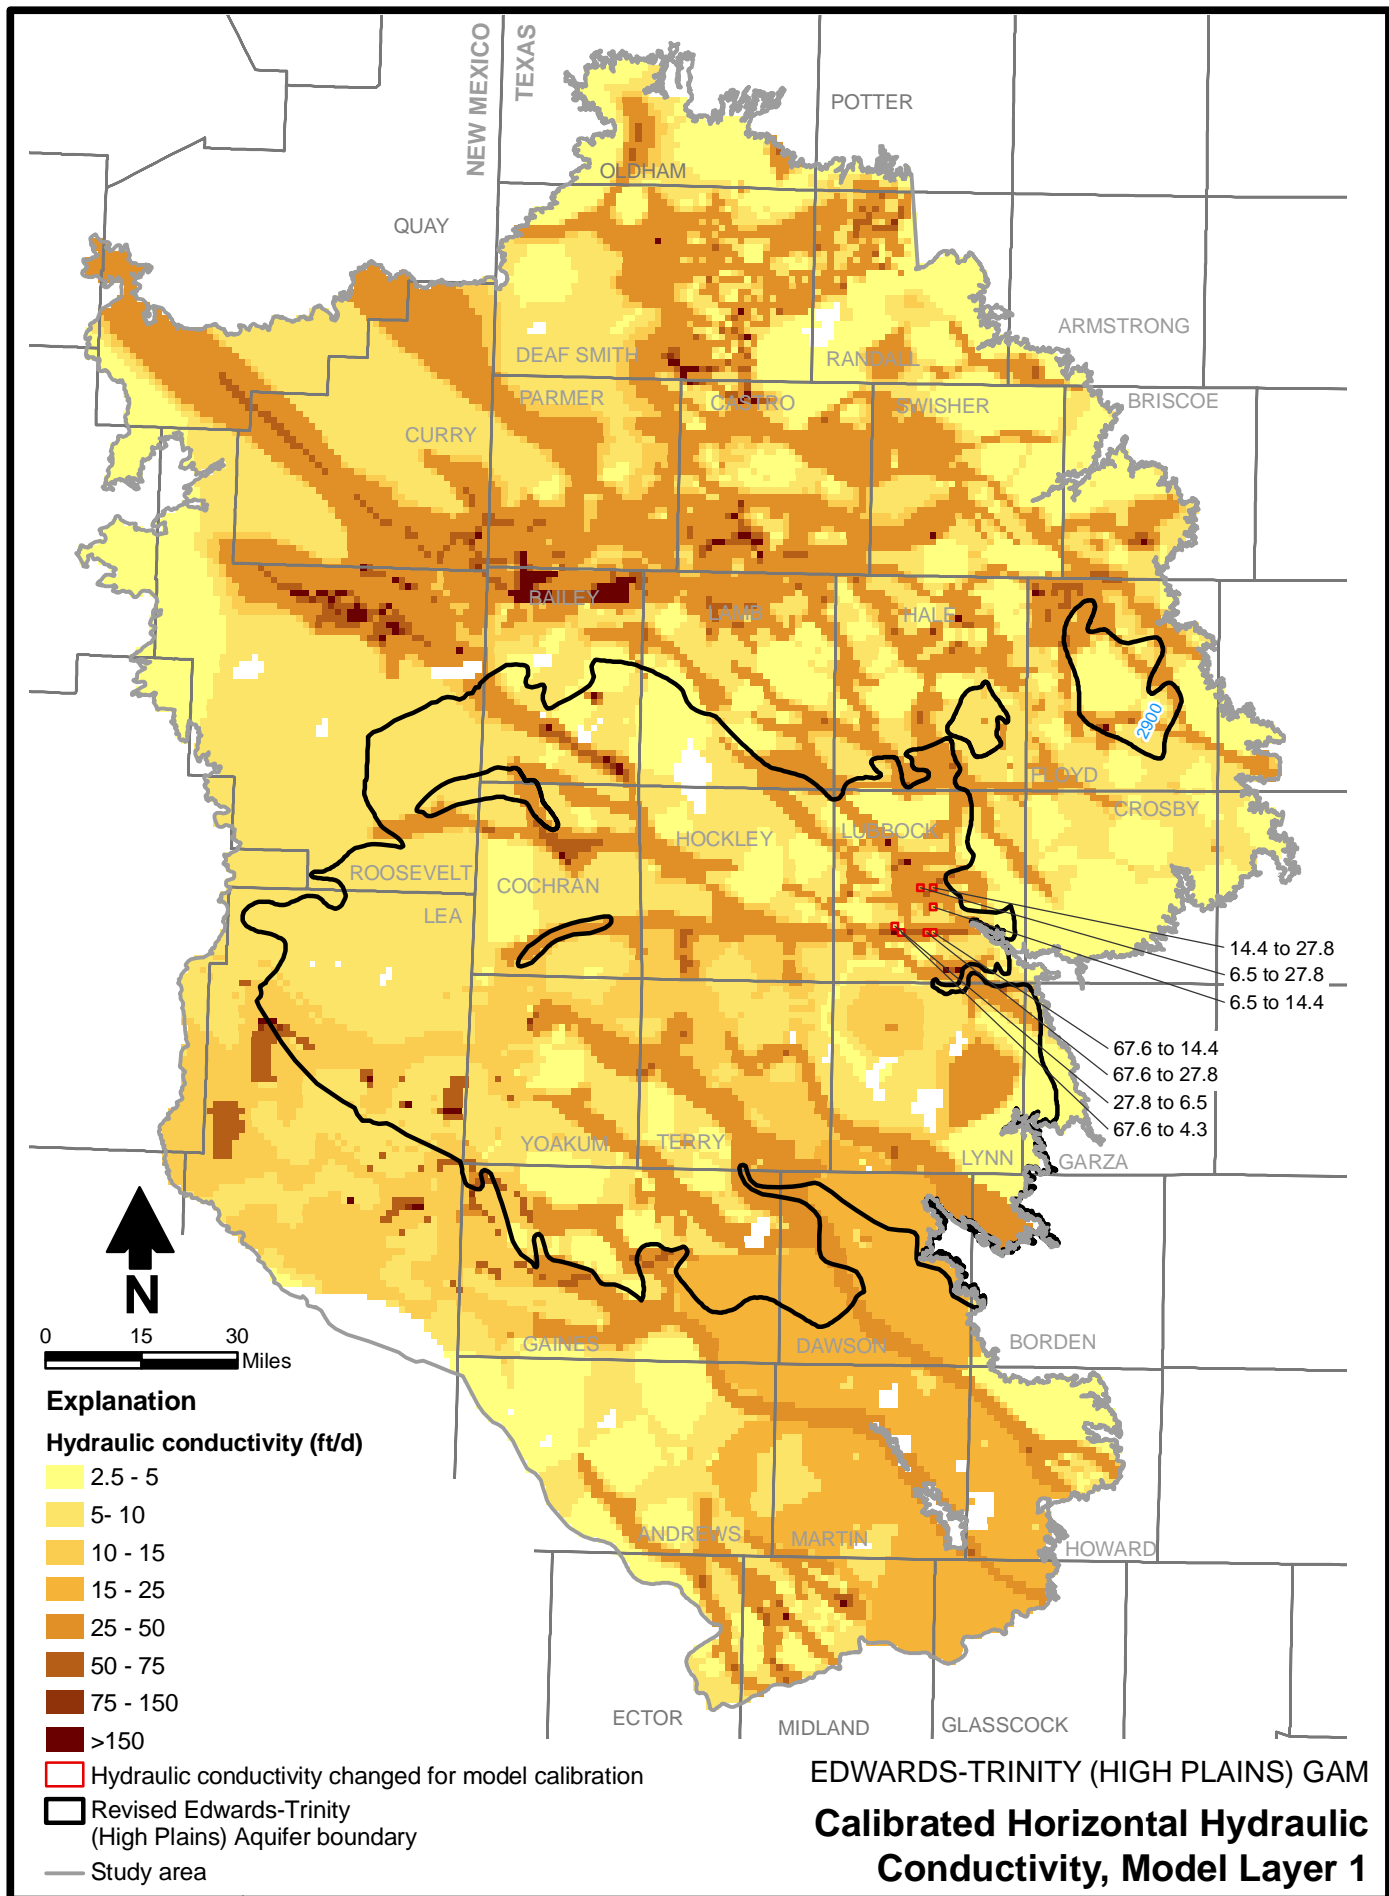 NEW MEXICO
TEXAS
POTTER
OLDHAM
QUAY
ARMSTRONG
DEAF SMITH
RANDALL
PARMER
CASTRO
SWISHER
BRISCOE
CURRY
BAILEY
LAMB
HALE
2900
FLOYD
CROSBY
HOCKLEY
LUBBOCK
ROOSEVELT
COCHRAN
LEA
14.4 to 27.8
6.5 to 27.8
6.5 to 14.4
67.6 to 14.4
67.6 to 27.8
27.8 to 6.5
67.6 to 4.3
YOAKUM
TERRY
LYNN
GARZA
N
0 15 30
Miles
GAINES
DAWSON
BORDEN
ANDREWS
MARTIN
HOWARD
ECTOR
MIDLAND
GLASSCOCK
Explanation
Hydraulic conductivity (ft/d)
2.5 - 5
5- 10
10 - 15
15 - 25
25 - 50
50 - 75
75 - 150
>150
Hydraulic conductivity changed for model calibration
Revised Edwards-Trinity
(High Plains) Aquifer boundary
Study area
EDWARDS-TRINITY (HIGH PLAINS) GAM
Calibrated Horizontal Hydraulic
Conductivity, Model Layer 1